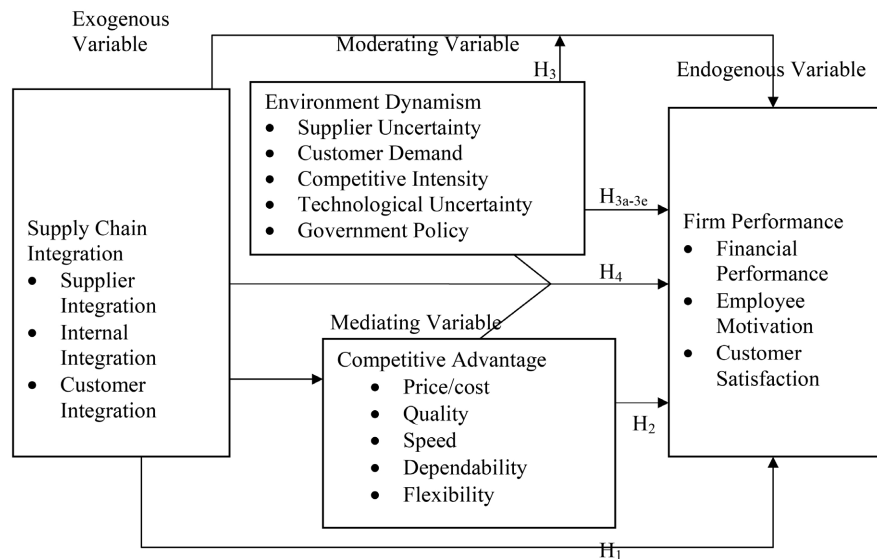 Exogenous
Variable
Moderating Variable
H3
Endogenous Variable
Environment Dynamism
• Supplier Uncertainty
• Customer Demand
• Competitive Intensity
• Technological Uncertainty
• Government Policy
H3a-3e
Supply Chain
Integration
• Supplier
Integration
• Internal
Integration
• Customer
Integration
H4
Firm Performance
• Financial
Performance
• Employee
Motivation
• Customer
Satisfaction
Mediating Variable
Competitive Advantage
• Price/cost
• Quality
• Speed
• Dependability
• Flexibility
H2
H1